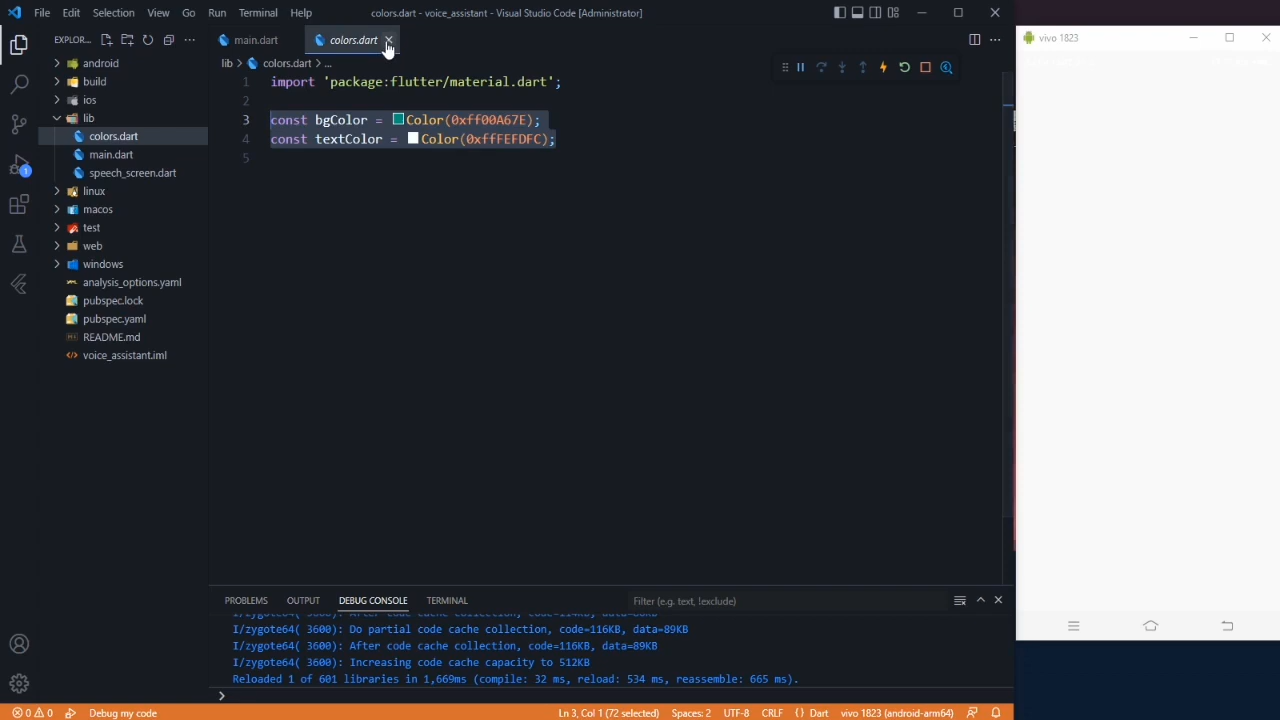 File Edit Selection View Go Run Terminal Help
colors.dart - voice_assistant - Visual Studio Code [Administrator]
vivo 1823
EXPLOR...
main.dart
colors.dart
lib > colors.dart > ...
android
build
ios
lib
colors.dart
main.dart
speech_screen.dart
linux
macos
test
web
windows
analysis_options.yaml
pubspec.lock
pubspec.yaml
README.md
voice_assistant.iml
1
1 import 'package:flutter/material.dart';
2
3 const bgColor = Color(0xff00A67E);
4 const textColor = Color(0xffFEFDFC);
5
PROBLEMS OUTPUT DEBUG CONSOLE TERMINAL
Filter (e.g. text, !exclude)
I/zygote64( 3600): Do partial code cache collection, code=116KB, data=89KB
I/zygote64( 3600): After code cache collection, code=116KB, data=89KB
I/zygote64( 3600): Increasing code cache capacity to 512KB
Reloaded 1 of 601 libraries in 1,669ms (compile: 32 ms, reload: 534 ms, reassemble: 665 ms).
>
0 0 Debug my code
Ln 3, Col 1 (72 selected) Spaces: 2 UTF-8 CRLF {} Dart vivo 1823 (android-arm64)